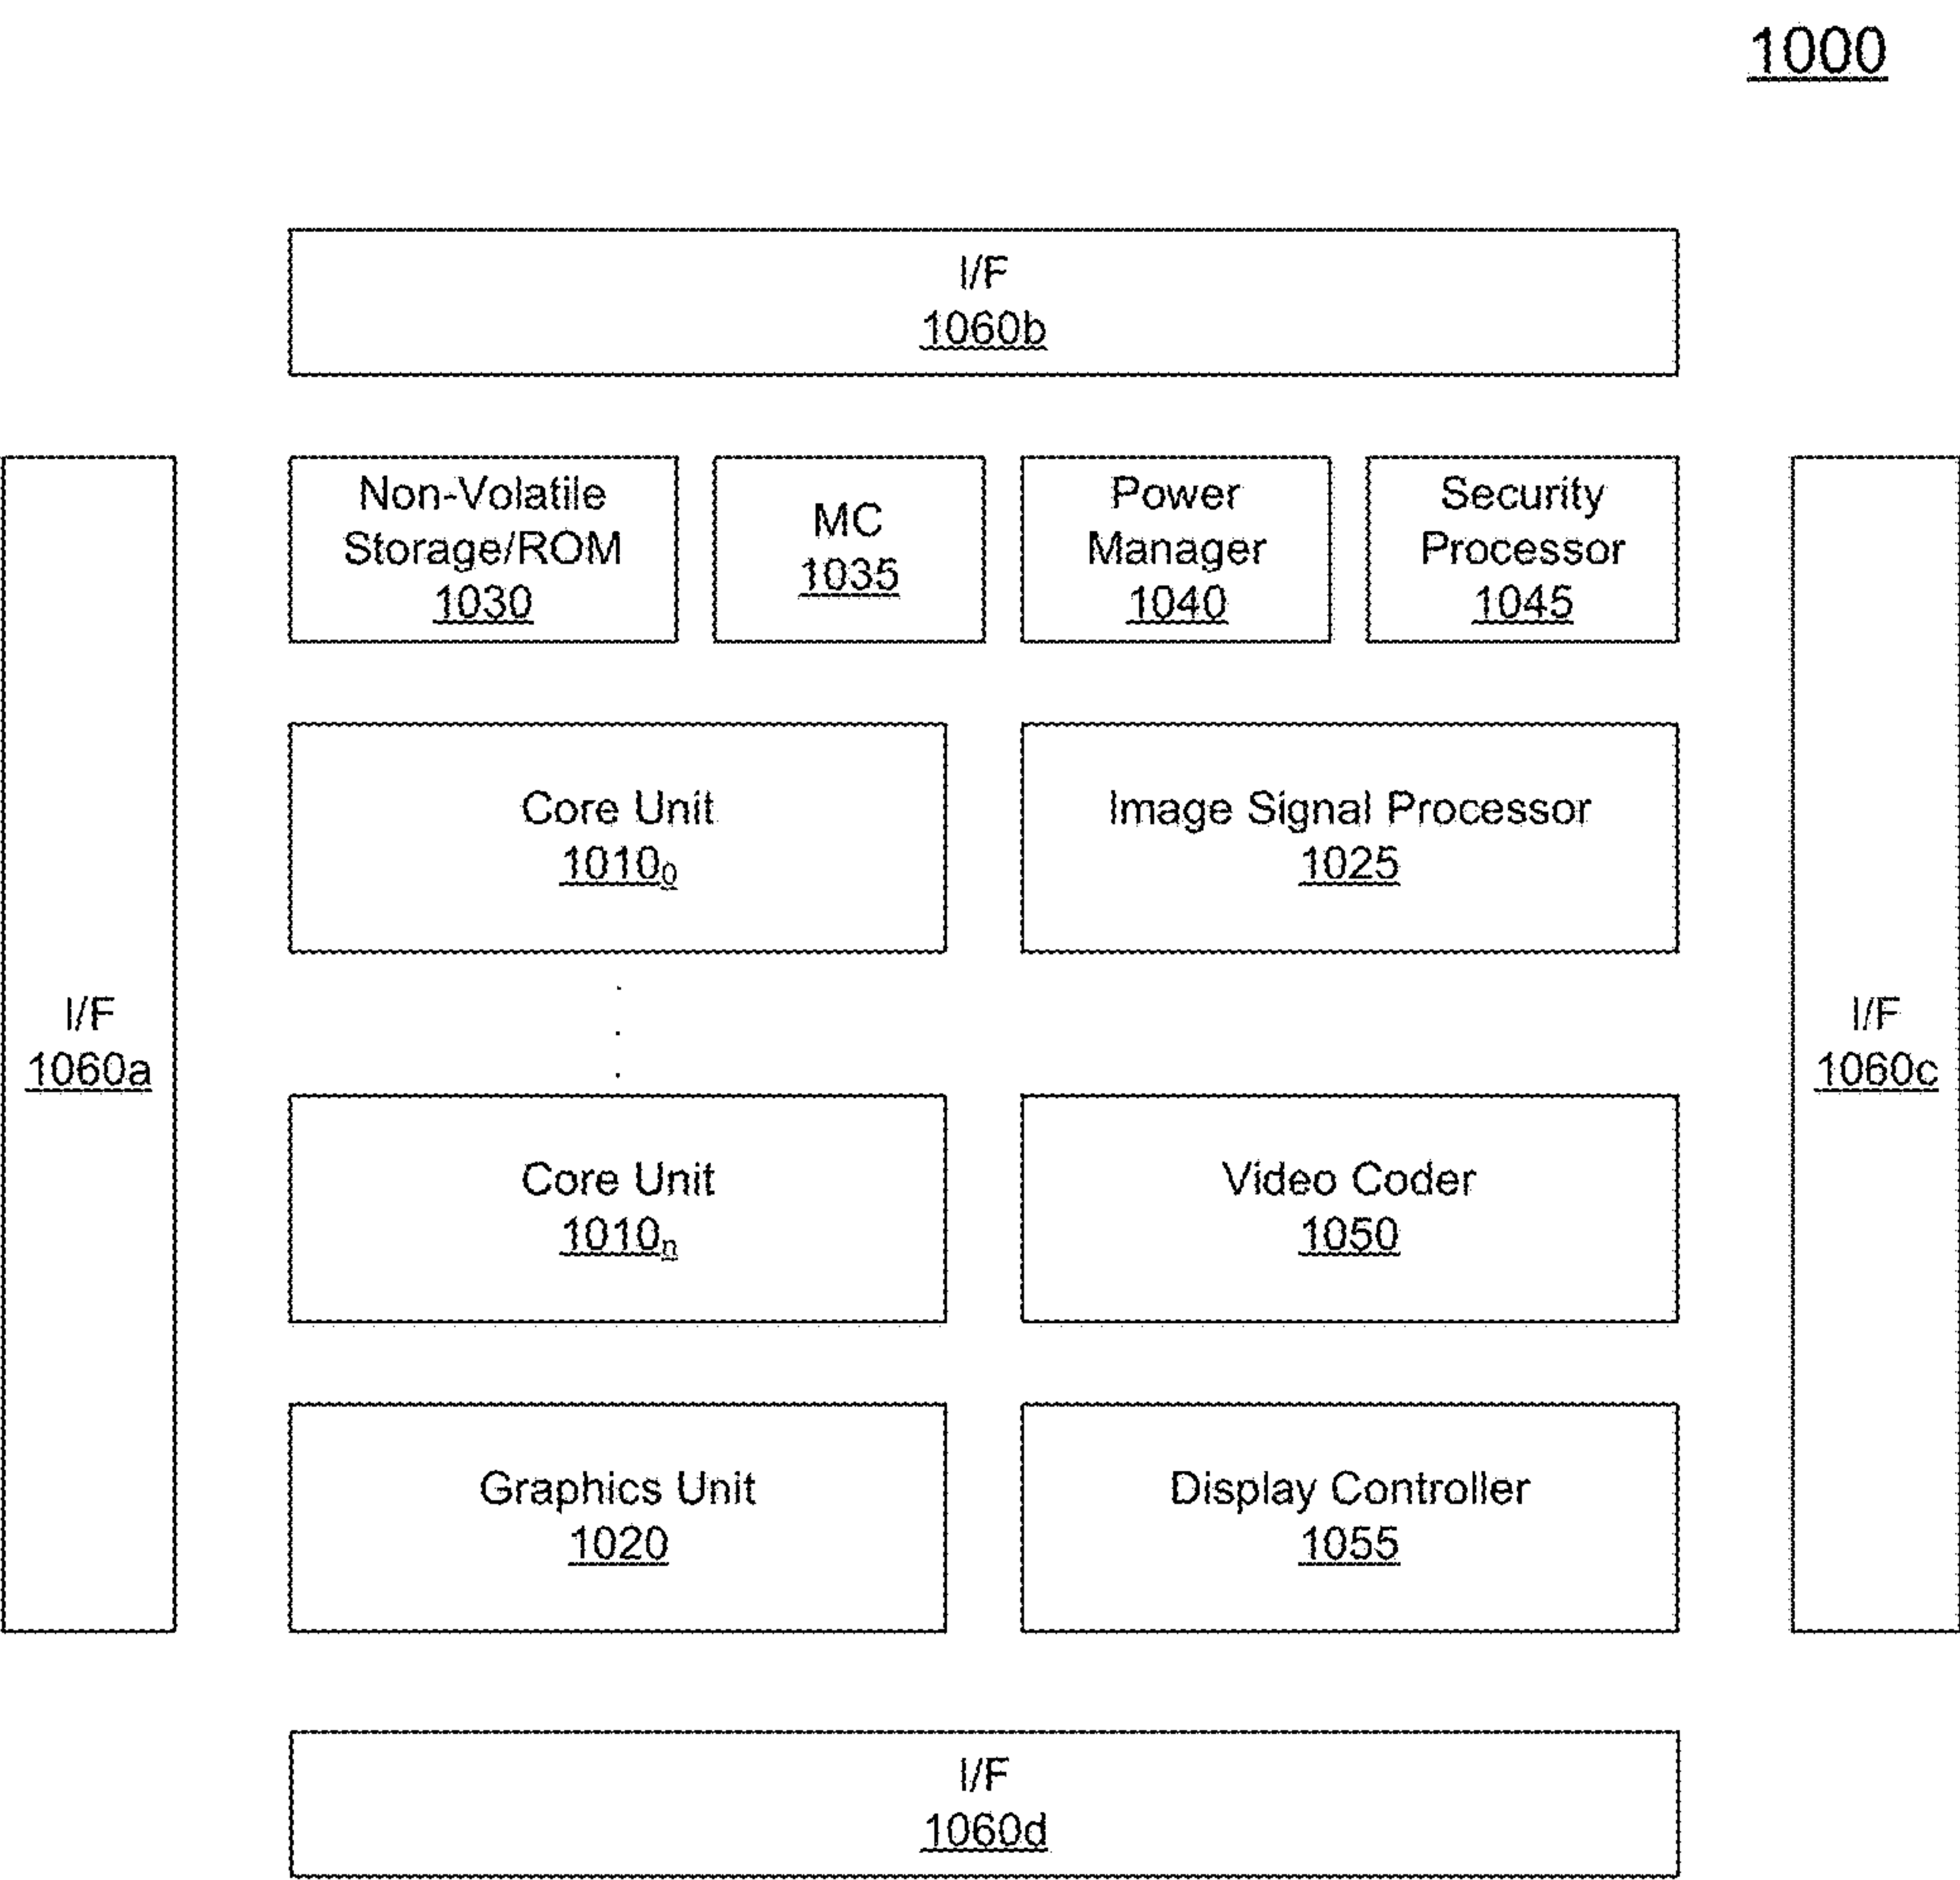 1000
I/F
1060b
Non-Volatile
Storage/ROM
1030
MC
1035
Power
Manager
1040
Security
Processor
1045
Core Unit
1010₀
Image Signal Processor
1025
I/F
1060a
I/F
1060c
Core Unit
1010ₙ
Video Coder
1050
Graphics Unit
1020
Display Controller
1055
I/F
1060d